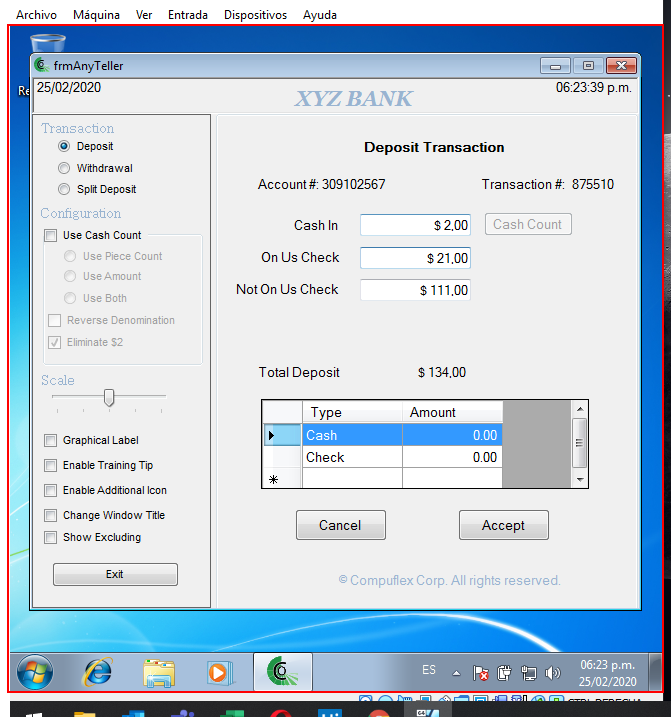 Archivo Máquina Ver Entrada Dispositivos Ayuda
frmAnyTeller
25/02/2020
XYZ BANK
06:23:39 p.m.
Transaction
Deposit
Withdrawal
Split Deposit
Configuration
Use Cash Count
Use Piece Count
Use Amount
Use Both
Reverse Denomination
Eliminate $2
Scale
Graphical Label
Enable Training Tip
Enable Additional Icon
Change Window Title
Show Excluding
Exit
Deposit Transaction
Account #: 309102567 Transaction #: 875510
Cash In $ 2,00 Cash Count
On Us Check $ 21,00
Not On Us Check $ 111,00
Total Deposit $ 134,00
Type Amount
Cash 0.00
Check 0.00
Cancel Accept
© Compuflex Corp. All rights reserved.
ES
06:23 p.m.
25/02/2020